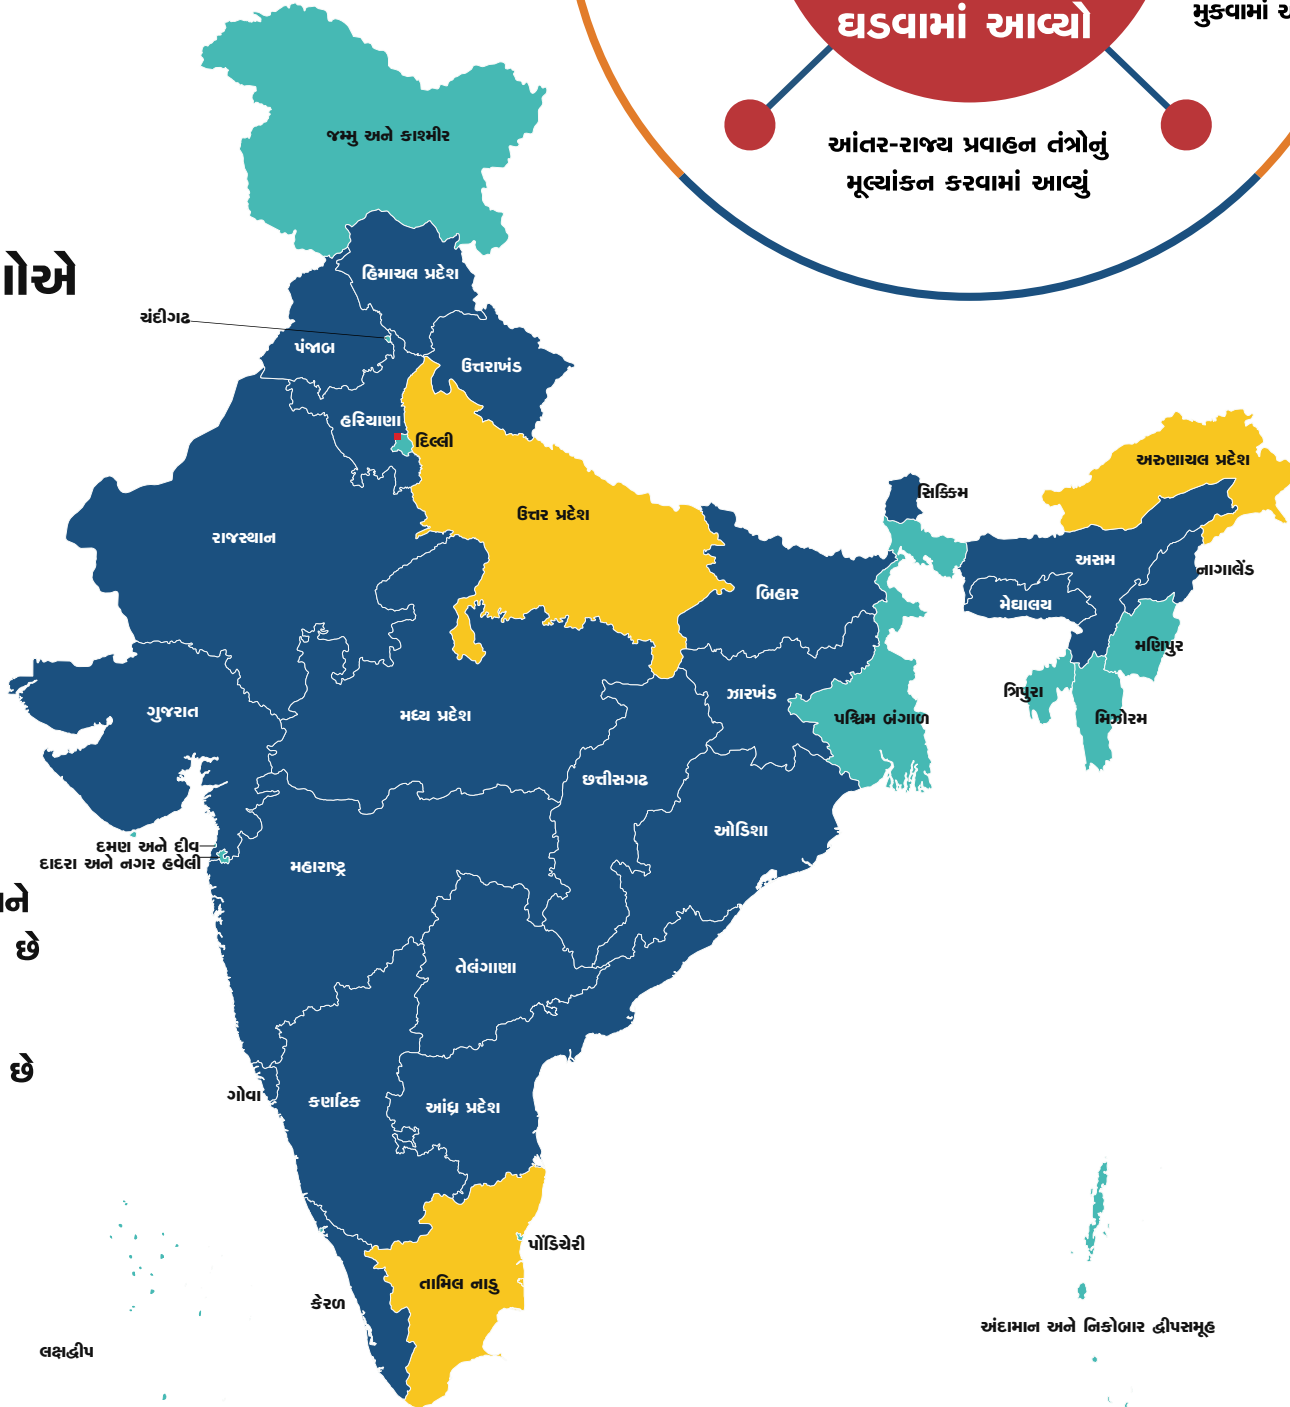 ઘડવામાં આવ્યો
મુકવામાં
આંતર-રાજ્ય પ્રવાહન તંત્રોનું
મૂલ્યાંકન કરવામાં આવ્યું
જમ્મુ અને કાશ્મીર
હિમાચલ પ્રદેશ
ચંદીગઢ
પંજાબ
ઉત્તરાખંડ
હરિયાણા
દિલ્લી
અરુણાચલ પ્રદેશ
સિક્કિમ
ઉત્તર પ્રદેશ
રાજસ્થાન
અસમ
નાગાલેંડ
બિહાર
મેઘાલય
મણિપુર
ઝારખંડ
ત્રિપુરા
ગુજરાત
મધ્ય પ્રદેશ
પશ્ચિમ બંગાળ
મિઝોરમ
છત્તીસગઢ
ઓડિશા
દમણ અને દીવ
દાદરા અને નગર હવેલી
મહારાષ્ટ્ર
છે
તેલંગાણા
છે
ગોવા
કર્ણાટક
આંધ્ર પ્રદેશ
પોંડિચેરી
તામિલ નાડુ
કેરળ
અંદામાન અને નિકોબાર દ્વીપસમૂહ
લક્ષદ્વીપ